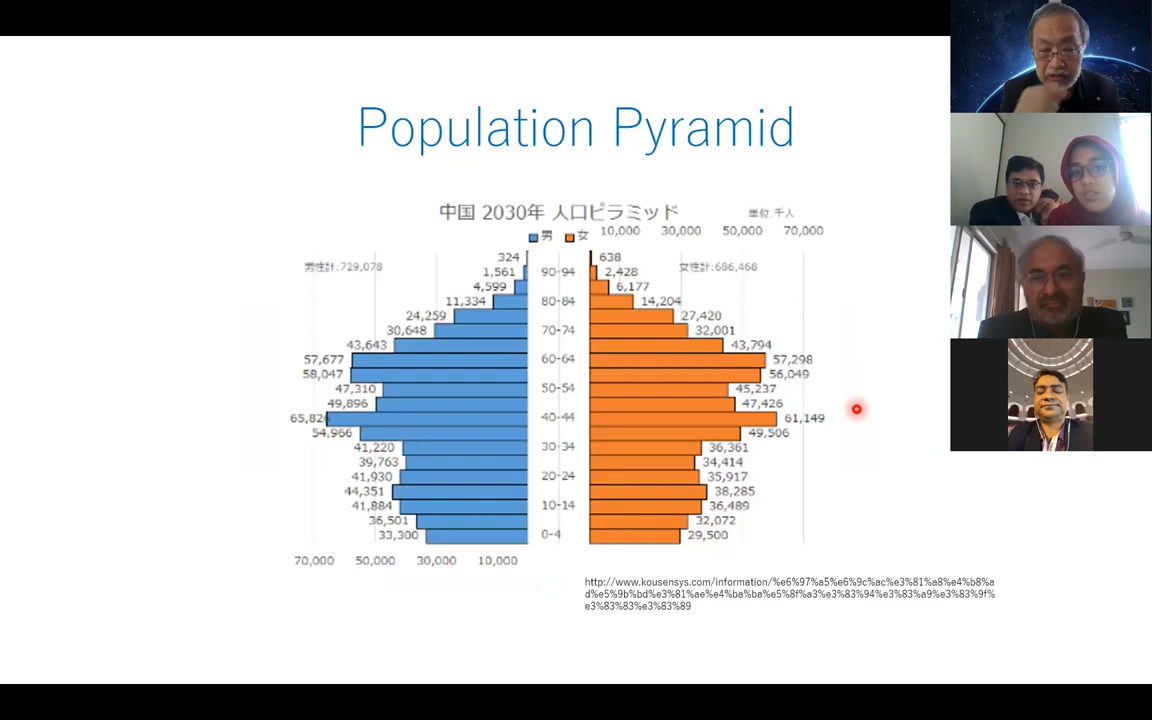 Population Pyramid
中国 2030年 人口ピラミッド
単位:千人
男 女
10,000 30,000 50,000 70,000
男性計:729,078
女性計:686,468
324 638
1,561 90-94 2,428
4,599 6,177
11,334 80-84 14,204
24,259 27,420
30,648 70-74 32,001
43,643 43,794
57,677 60-64 57,298
58,047 56,049
47,310 50-54 45,237
49,896 47,426
65,826 40-44 61,149
54,966 49,506
41,220 30-34 36,361
39,763 34,414
41,930 20-24 35,917
44,351 38,285
41,884 10-14 36,489
36,501 32,072
33,300 0-4 29,500
70,000 50,000 30,000 10,000
http://www.kousensys.com/information/%e6%97%a5%e6%9c%ac%e3%81%a8%e4%b8%a
d%e5%9b%bd%e3%81%ae%e4%ba%ba%e5%8f%a3%e3%83%94%e3%83%a9%e3%83%9f%
e3%83%83%e3%83%89